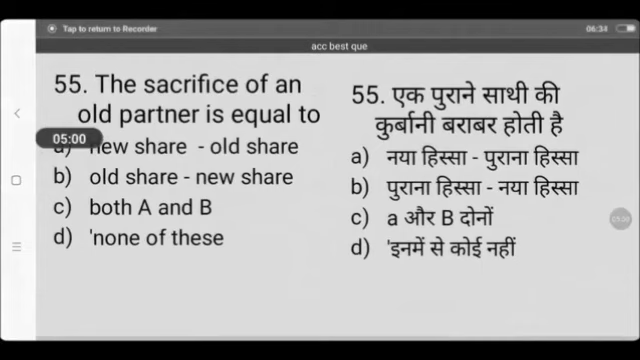 Tap to return to Recorder
06:34
acc best que
55. The sacrifice of an
old partner is equal to
05:00
a) new share - old share
b) old share - new share
c) both A and B
d) 'none of these
55. एक पुराने साथी की
कुर्बानी बराबर होती है
a) नया हिस्सा - पुराना हिस्सा
b) पुराना हिस्सा - नया हिस्सा
c) a और B दोनों
d) 'इनमें से कोई नहीं